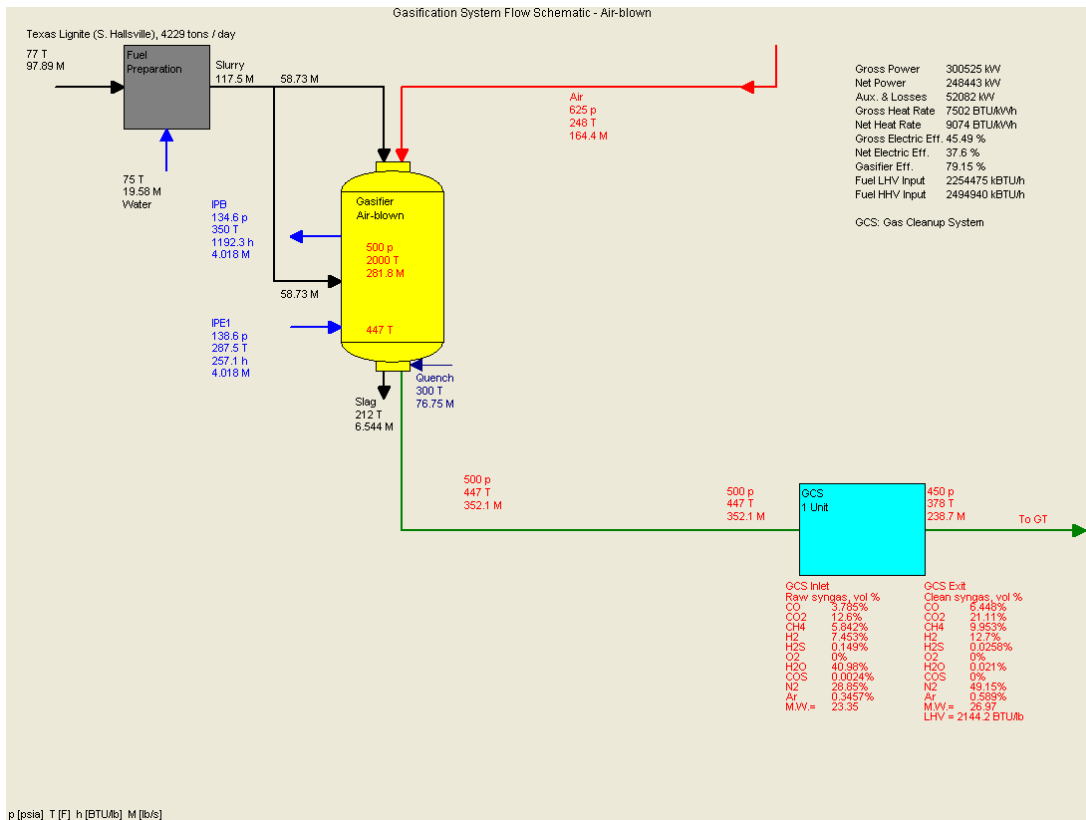 Gasification System Flow Schematic - Air-blown
Texas Lignite (S. Hallsville), 4229 tons / day
77 T
97.89 M
Fuel
Preparation
Slurry
117.5 M
58.73 M
75 T
19.58 M
Water
Air
625 p
248 T
164.4 M
Gross Power 300525 kW
Net Power 248443 kW
Aux. & Losses 52082 kW
Gross Heat Rate 7502 BTU/kWh
Net Heat Rate 9074 BTU/kWh
Gross Electric Eff. 45.49 %
Net Electric Eff. 37.6 %
Gasifier Eff. 79.15 %
Fuel LHV Input 2254475 kBTU/h
Fuel HHV Input 2494940 kBTU/h
GCS: Gas Cleanup System
IPB
134.6 p
350 T
1192.3 h
4.018 M
Gasifier
Air-blown
500 p
2000 T
281.8 M
58.73 M
IPE1
138.6 p
287.5 T
257.1 h
4.018 M
447 T
Quench
300 T
76.75 M
Slag
212 T
6.544 M
500 p
447 T
352.1 M
500 p
447 T
352.1 M
GCS
1 Unit
450 p
378 T
238.7 M
To GT
GCS Inlet
Raw syngas, vol %
CO 3.785%
CO2 12.6%
CH4 5.842%
H2 7.453%
H2S 0.149%
O2 0%
H2O 40.98%
COS 0.0024%
N2 28.85%
Ar 0.3457%
M.W.= 23.35
GCS Exit
Clean syngas, vol %
CO 6.448%
CO2 21.11%
CH4 9.953%
H2 12.7%
H2S 0.0258%
O2 0%
H2O 0.021%
COS 0%
N2 49.15%
Ar 0.589%
M.W.= 26.97
LHV = 2144.2 BTU/lb
p [psia] T [F] h [BTU/lb] M [lb/s]